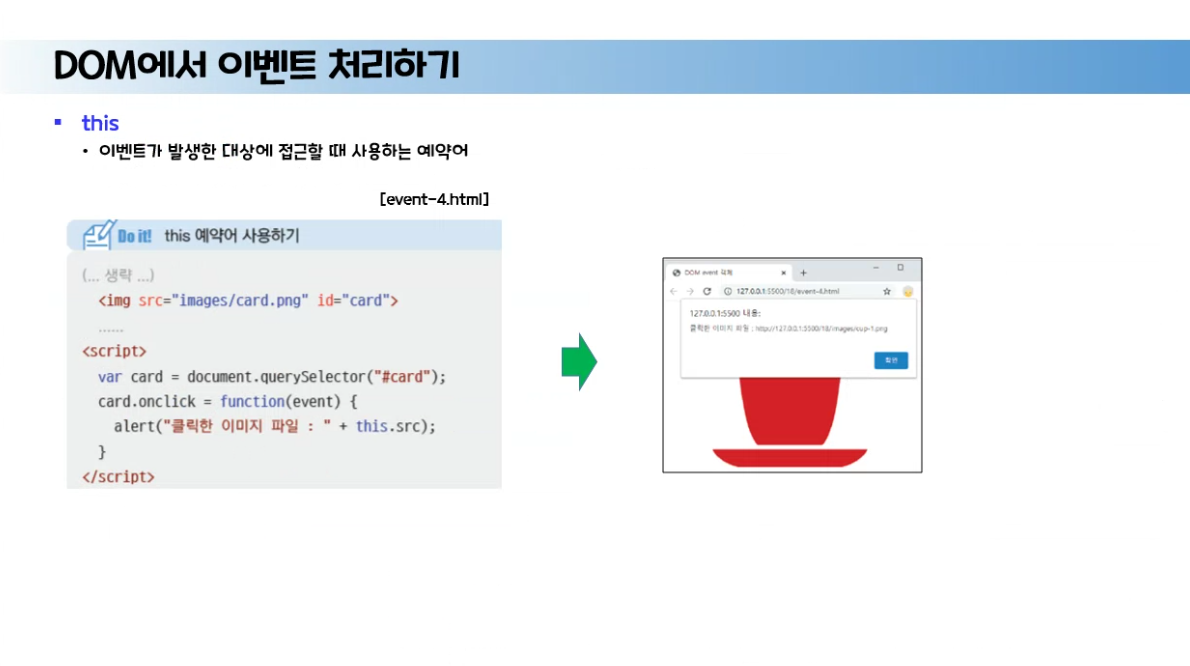 DOM에서 이벤트 처리하기
▪ this
• 이벤트가 발생한 대상에 접근할 때 사용하는 예약어
[event-4.html]
Do it! this 예약어 사용하기
(... 생략 ...)
<img src="images/card.png" id="card">
......
<script>
var card = document.querySelector("#card");
card.onclick = function(event) {
alert("클릭한 이미지 파일 : " + this.src);
}
</script>
DOM event 객체
127.0.0.1:5500/18/event-4.html
127.0.0.1:5500 내용:
클릭한 이미지 파일 : http://127.0.0.1:5500/18/images/cup-1.png
확인